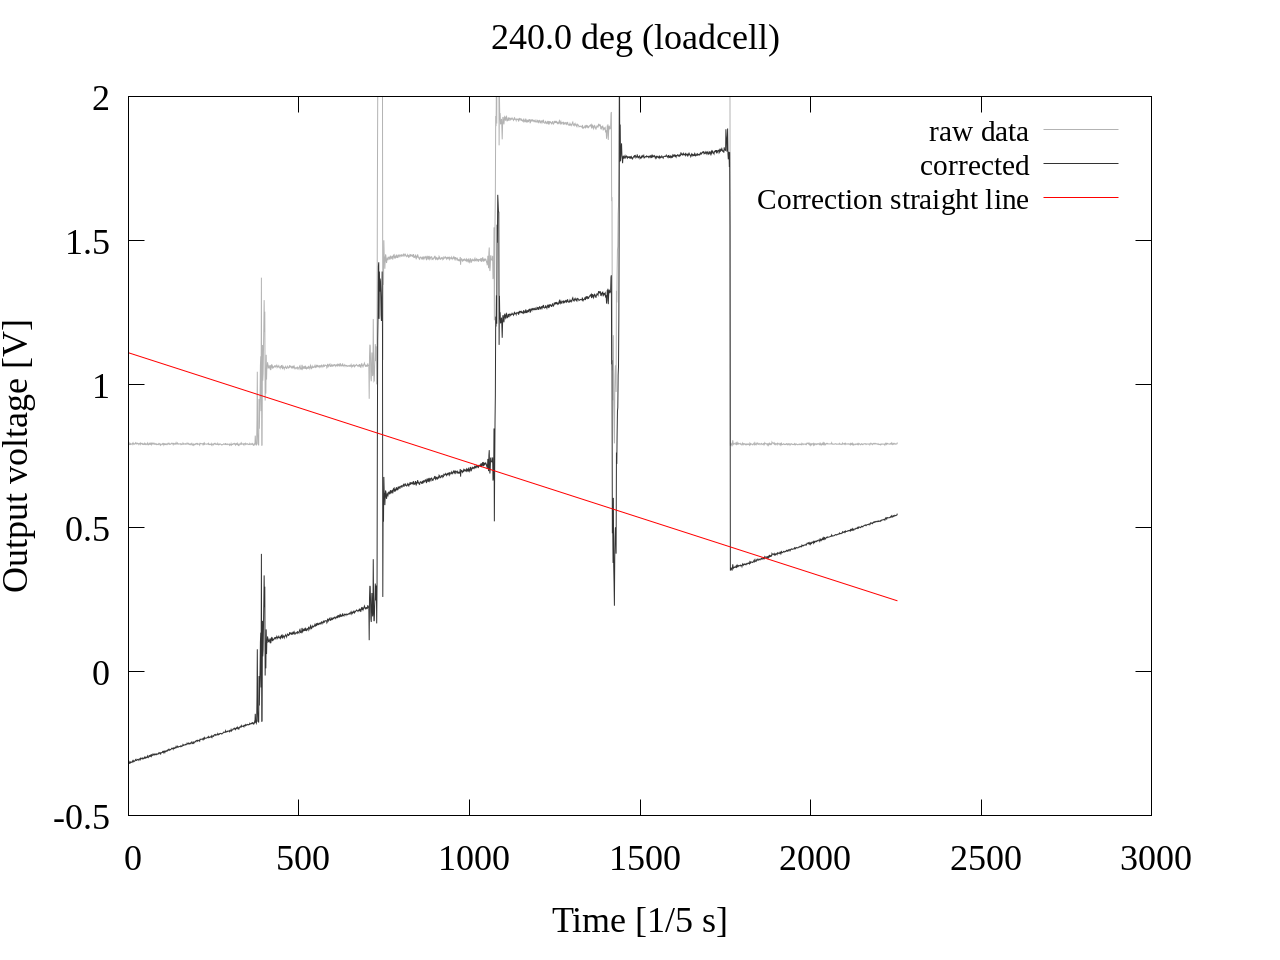 240.0 deg (loadcell)
raw data
corrected
Correction straight line
2
1.5
1
0.5
0
-0.5
Output voltage [V]
0 500 1000 1500 2000 2500 3000
Time [1/5 s]